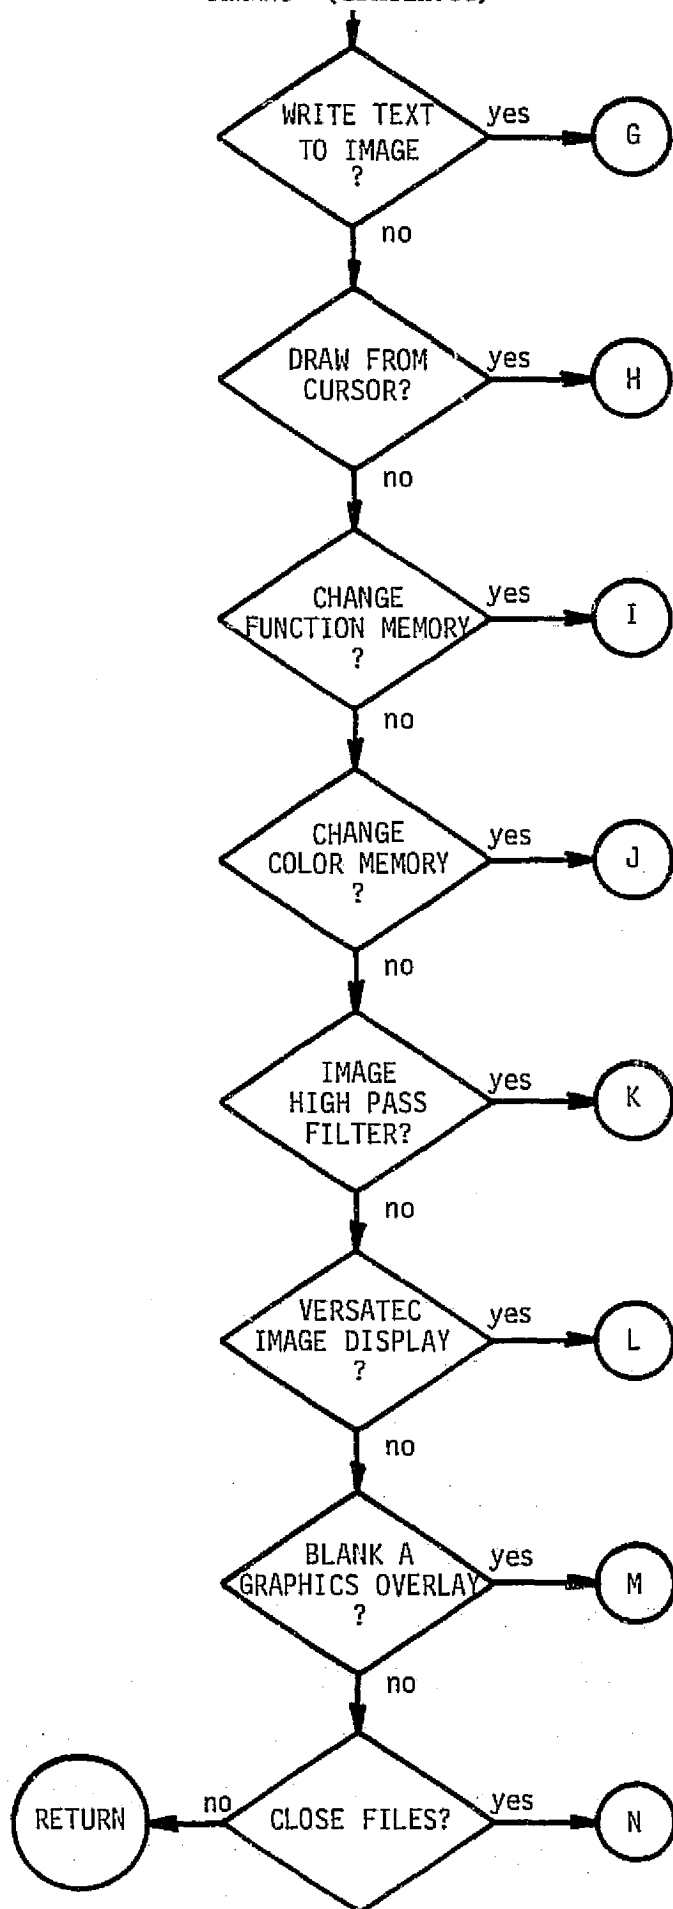 WRITE TEXT
TO IMAGE
?
yes
G
no
DRAW FROM
CURSOR?
yes
H
no
CHANGE
FUNCTION MEMORY
?
yes
I
no
CHANGE
COLOR MEMORY
?
yes
J
no
IMAGE
HIGH PASS
FILTER?
yes
K
no
VERSATEC
IMAGE DISPLAY
?
yes
L
no
BLANK A
GRAPHICS OVERLAY
?
yes
M
no
RETURN
no
CLOSE FILES?
yes
N